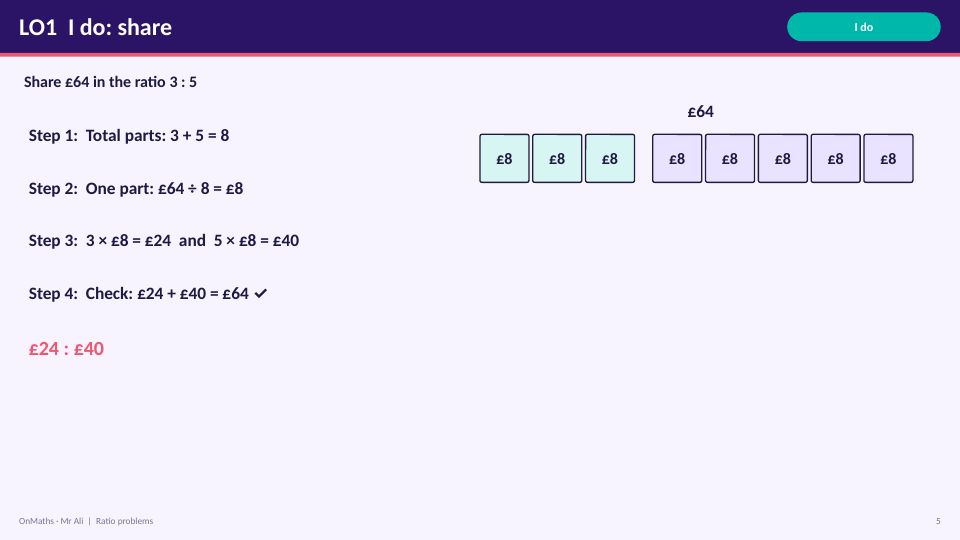 LO1 I do: share
I do
Share £64 in the ratio 3 : 5
£64
Step 1: Total parts: 3 + 5 = 8
£8 £8 £8 £8 £8 £8 £8 £8
Step 2: One part: £64 ÷ 8 = £8
Step 3: 3 × £8 = £24 and 5 × £8 = £40
Step 4: Check: £24 + £40 = £64 ✓
£24 : £40
OnMaths - Mr Ali | Ratio problems
5